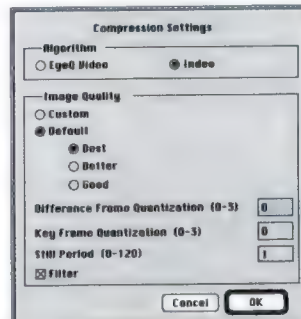 Compression Settings
Algorithm
EyeQ Video
Indeo
Image Quality
Custom
Default
Best
Better
Good
Difference Frame Quantization (0-3) 0
Key Frame Quantization (0-3) 0
Still Period (0-120) 1
Filter
Cancel OK